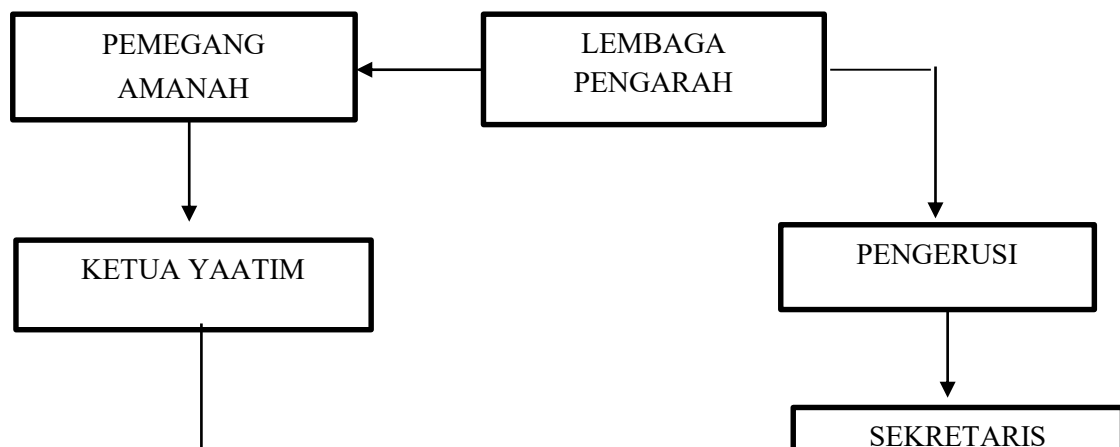 PEMEGANG
AMANAH
LEMBAGA
PENGARAH
KETUA YAATIM
PENGERUSI
SEKRETARIS